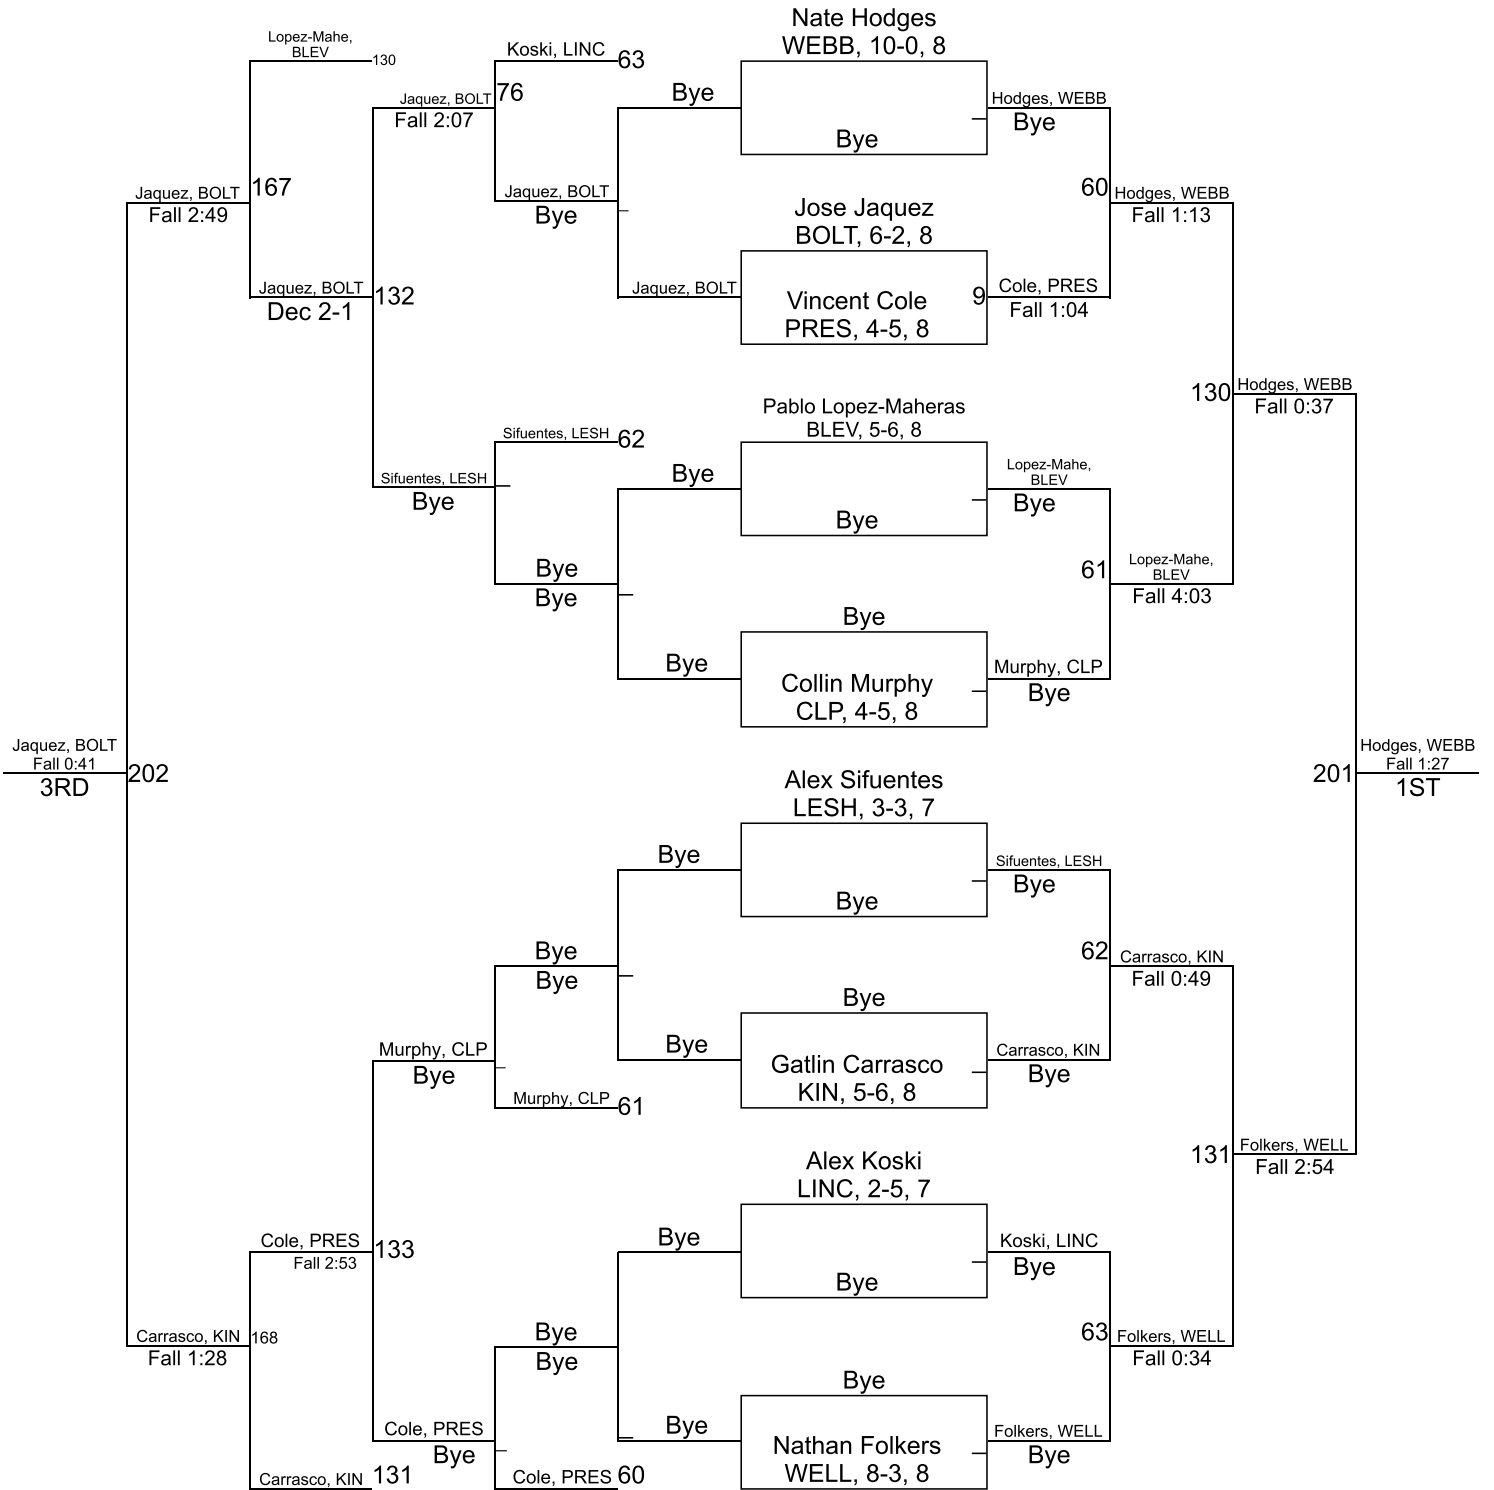 Nate Hodges
WEBB, 10-0, 8
Lopez-Mahe,
BLEV
130
Koski, LINC
63
Jaquez, BOLT
76
Fall 2:07
Bye
Hodges, WEBB
Bye
Bye
Jaquez, BOLT
167
Fall 2:49
Jaquez, BOLT
Bye
60
Hodges, WEBB
Fall 1:13
Jose Jaquez
BOLT, 6-2, 8
Jaquez, BOLT
132
Dec 2-1
Jaquez, BOLT
Vincent Cole
PRES, 4-5, 8
9
Cole, PRES
Fall 1:04
130
Hodges, WEBB
Fall 0:37
Pablo Lopez-Maheras
BLEV, 5-6, 8
Sifuentes, LESH
62
Sifuentes, LESH
Bye
Bye
Lopez-Mahe,
BLEV
Bye
Bye
Bye
Bye
61
Lopez-Mahe,
BLEV
Fall 4:03
Bye
Bye
Collin Murphy
CLP, 4-5, 8
Murphy, CLP
Bye
Jaquez, BOLT
Fall 0:41
3RD
202
201
Hodges, WEBB
Fall 1:27
1ST
Alex Sifuentes
LESH, 3-3, 7
Bye
Sifuentes, LESH
Bye
Bye
Bye
Bye
62
Carrasco, KIN
Fall 0:49
Bye
Murphy, CLP
Bye
Murphy, CLP
61
Bye
Gatlin Carrasco
KIN, 5-6, 8
Carrasco, KIN
Bye
131
Folkers, WELL
Fall 2:54
Alex Koski
LINC, 2-5, 7
Cole, PRES
133
Fall 2:53
Bye
Koski, LINC
Bye
Bye
Carrasco, KIN
168
Fall 1:28
Bye
Bye
63
Folkers, WELL
Fall 0:34
Bye
Cole, PRES
Bye
Bye
Nathan Folkers
WELL, 8-3, 8
Folkers, WELL
Bye
Carrasco, KIN
131
Cole, PRES
60